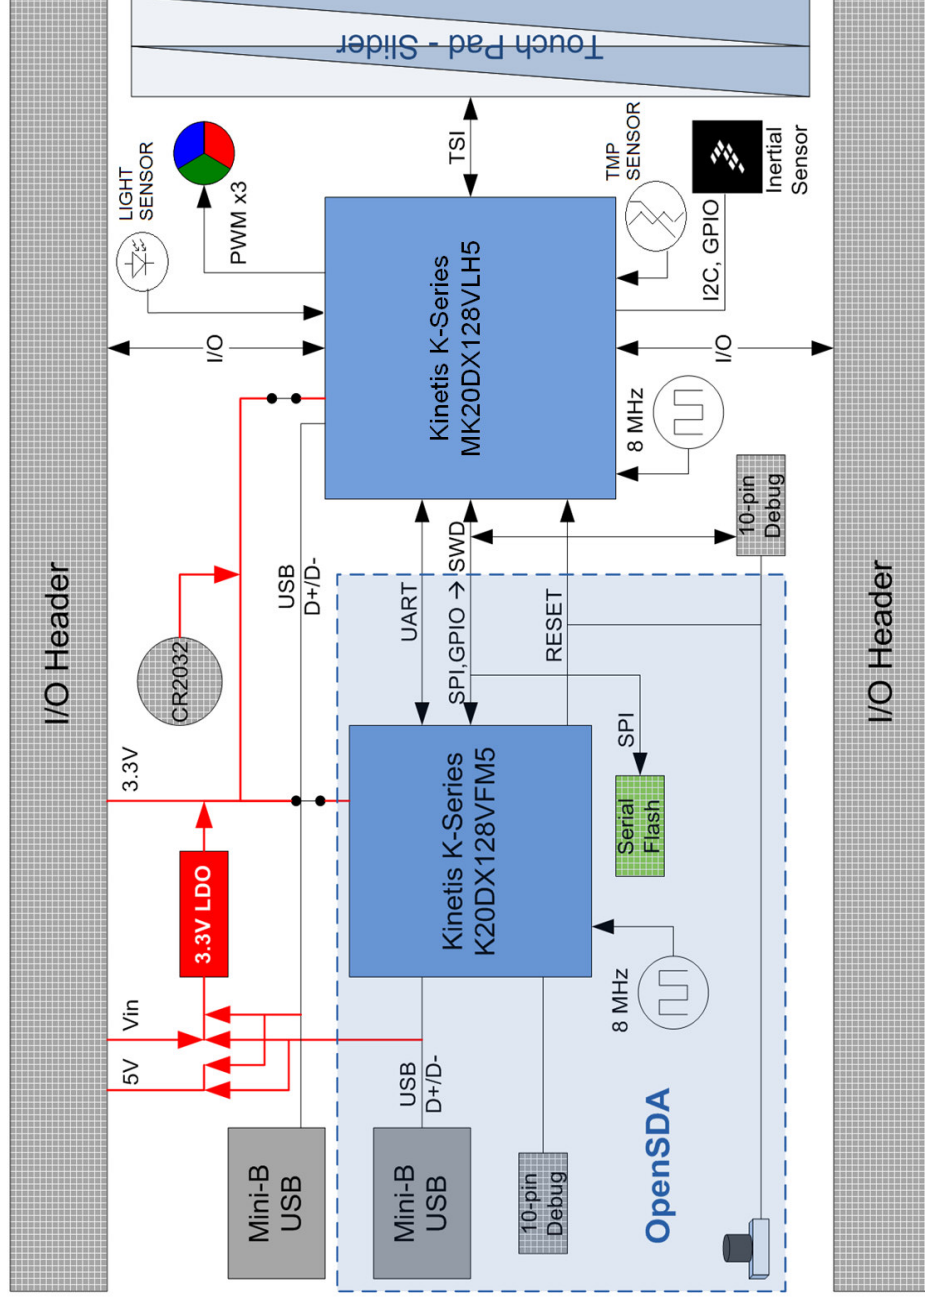 I/O Header
Touch Pad - Slider
LIGHT
SENSOR
PWM x3
TSI
TMP
SENSOR
Inertial
Sensor
I2C, GPIO
I/O
I/O
Kinetis K-Series
MK20DX128VLH5
8 MHz
10-pin
Debug
CR2032
USB
D+/D-
UART
SPI,GPIO → SWD
RESET
3.3V
3.3V LDO
Vin
5V
Kinetis K-Series
K20DX128VFM5
SPI
Serial
Flash
8 MHz
USB
D+/D-
Mini-B
USB
Mini-B
USB
10-pin
Debug
OpenSDA
I/O Header